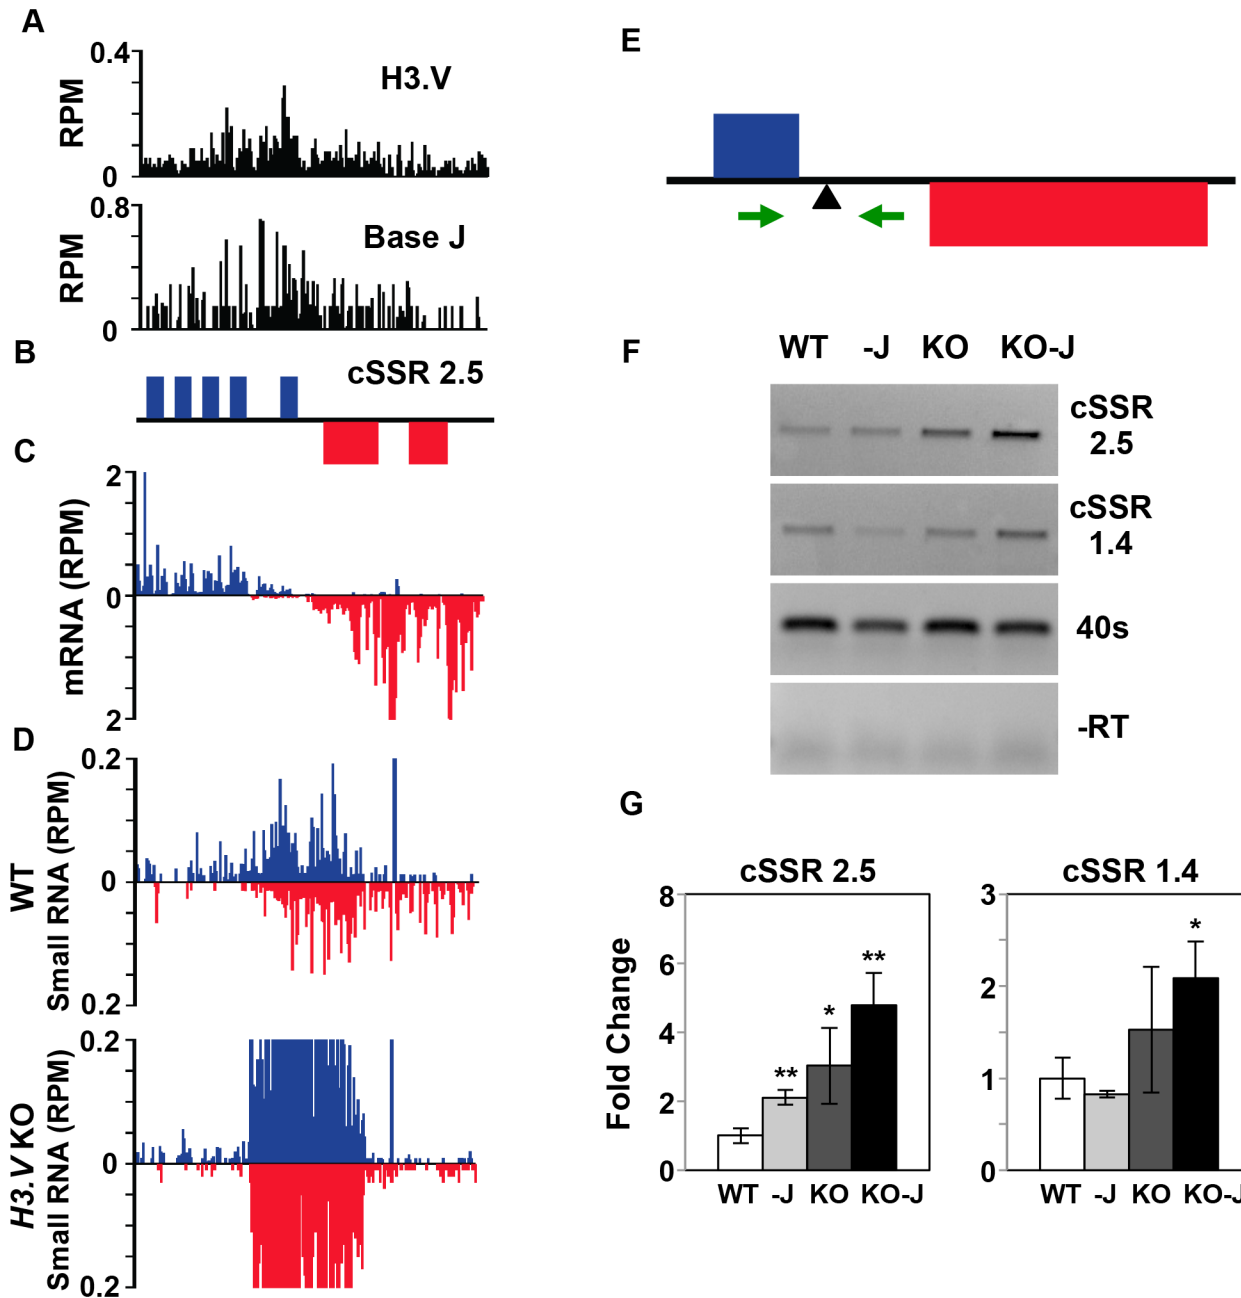 A
0.4
RPM
H3.V
0
0.8
RPM
Base J
0
B
cSSR 2.5
C
2
mRNA (RPM)
0
2
D
0.2
WT
Small RNA (RPM)
0
0.2
0.2
H3.V KO
Small RNA (RPM)
0
0.2
E
F
WT -J KO KO-J
cSSR
2.5
cSSR
1.4
40s
-RT
G
cSSR 2.5
Fold Change
8
6
4
2
0
**
*
**
WT -J KO KO-J
cSSR 1.4
3
2
1
0
*
WT -J KO KO-J